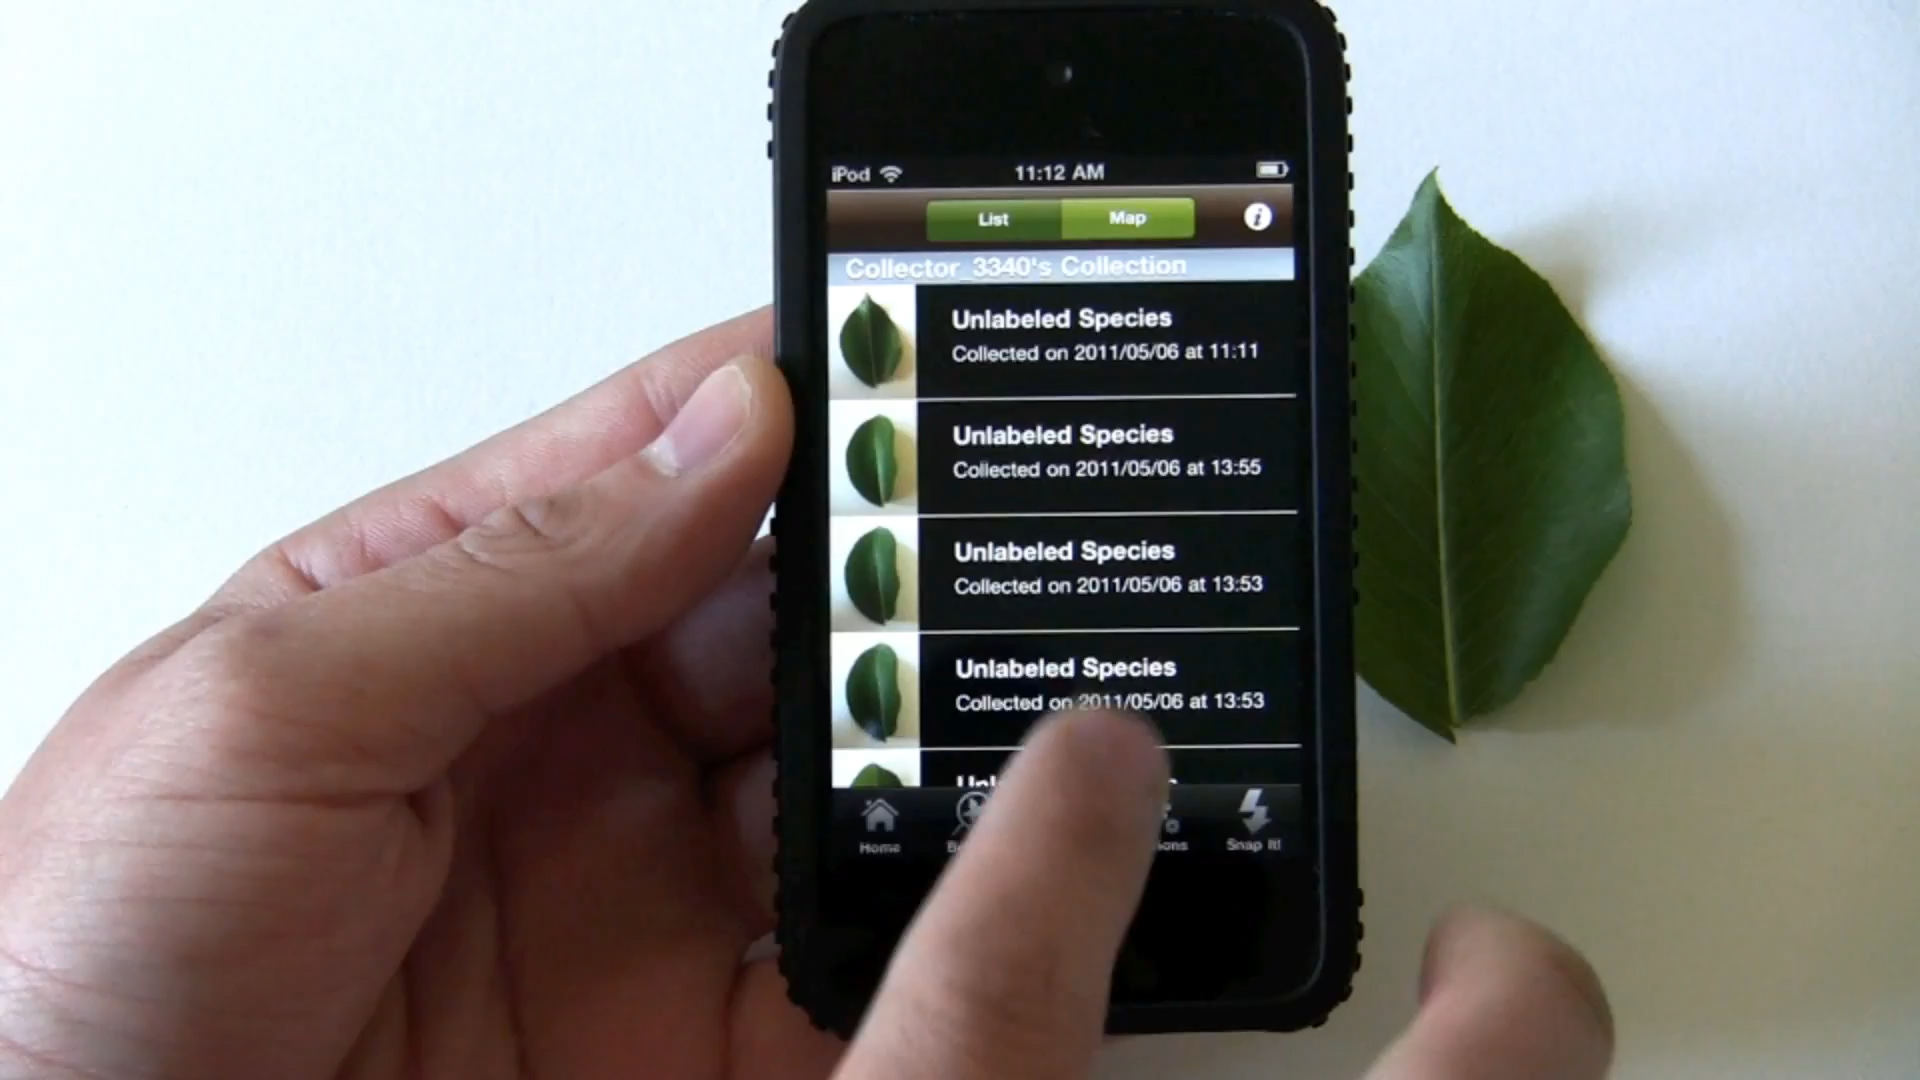 iPod 11:12 AM
List Map i
Collector_3340's Collection
Unlabeled Species
Collected on 2011/05/06 at 11:11
Unlabeled Species
Collected on 2011/05/06 at 13:55
Unlabeled Species
Collected on 2011/05/06 at 13:53
Unlabeled Species
Collected on 2011/05/06 at 13:53
Home Snap It!